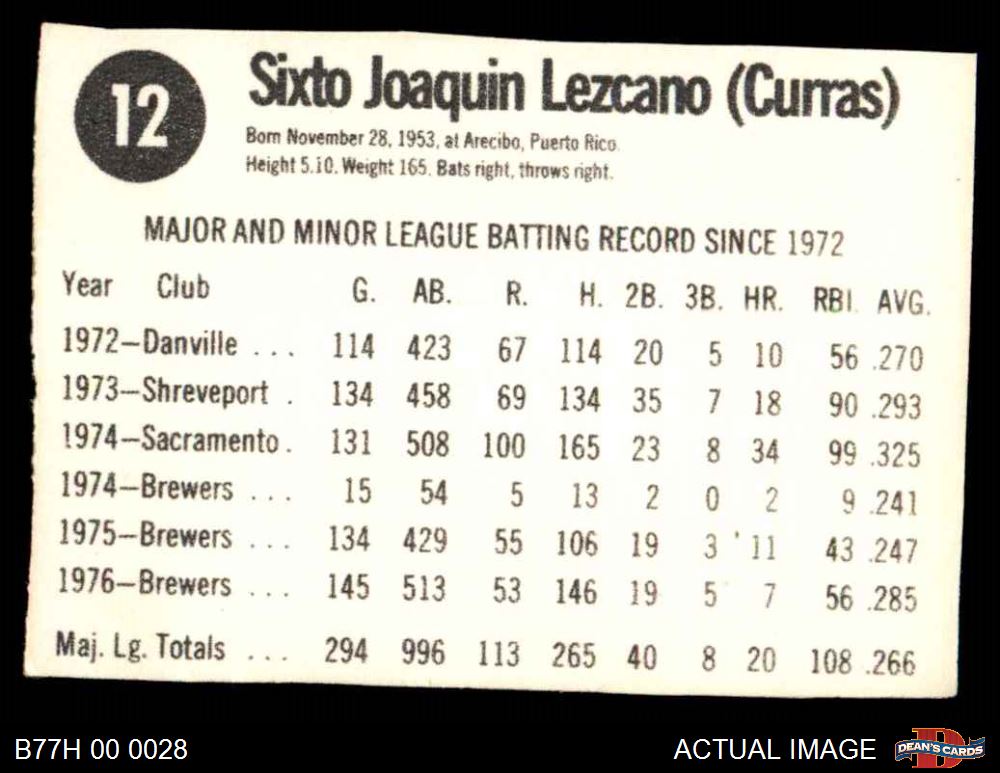 12
Sixto Joaquin Lezcano (Curras)
Born November 28, 1953, at Arecibo, Puerto Rico.
Height 5.10. Weight 165. Bats right, throws right.
MAJOR AND MINOR LEAGUE BATTING RECORD SINCE 1972
Year Club G. AB. R. H. 2B. 3B. HR. RBI. AVG.
1972—Danville ... 114 423 67 114 20 5 10 56 .270
1973—Shreveport . 134 458 69 134 35 7 18 90 .293
1974—Sacramento . 131 508 100 165 23 8 34 99 .325
1974—Brewers ... 15 54 5 13 2 0 2 9 .241
1975—Brewers ... 134 429 55 106 19 3 11 43 .247
1976—Brewers ... 145 513 53 146 19 5 7 56 .285
Maj. Lg. Totals ... 294 996 113 265 40 8 20 108 .266
B77H 00 0028
ACTUAL IMAGE
D
DEAN'S CARDS